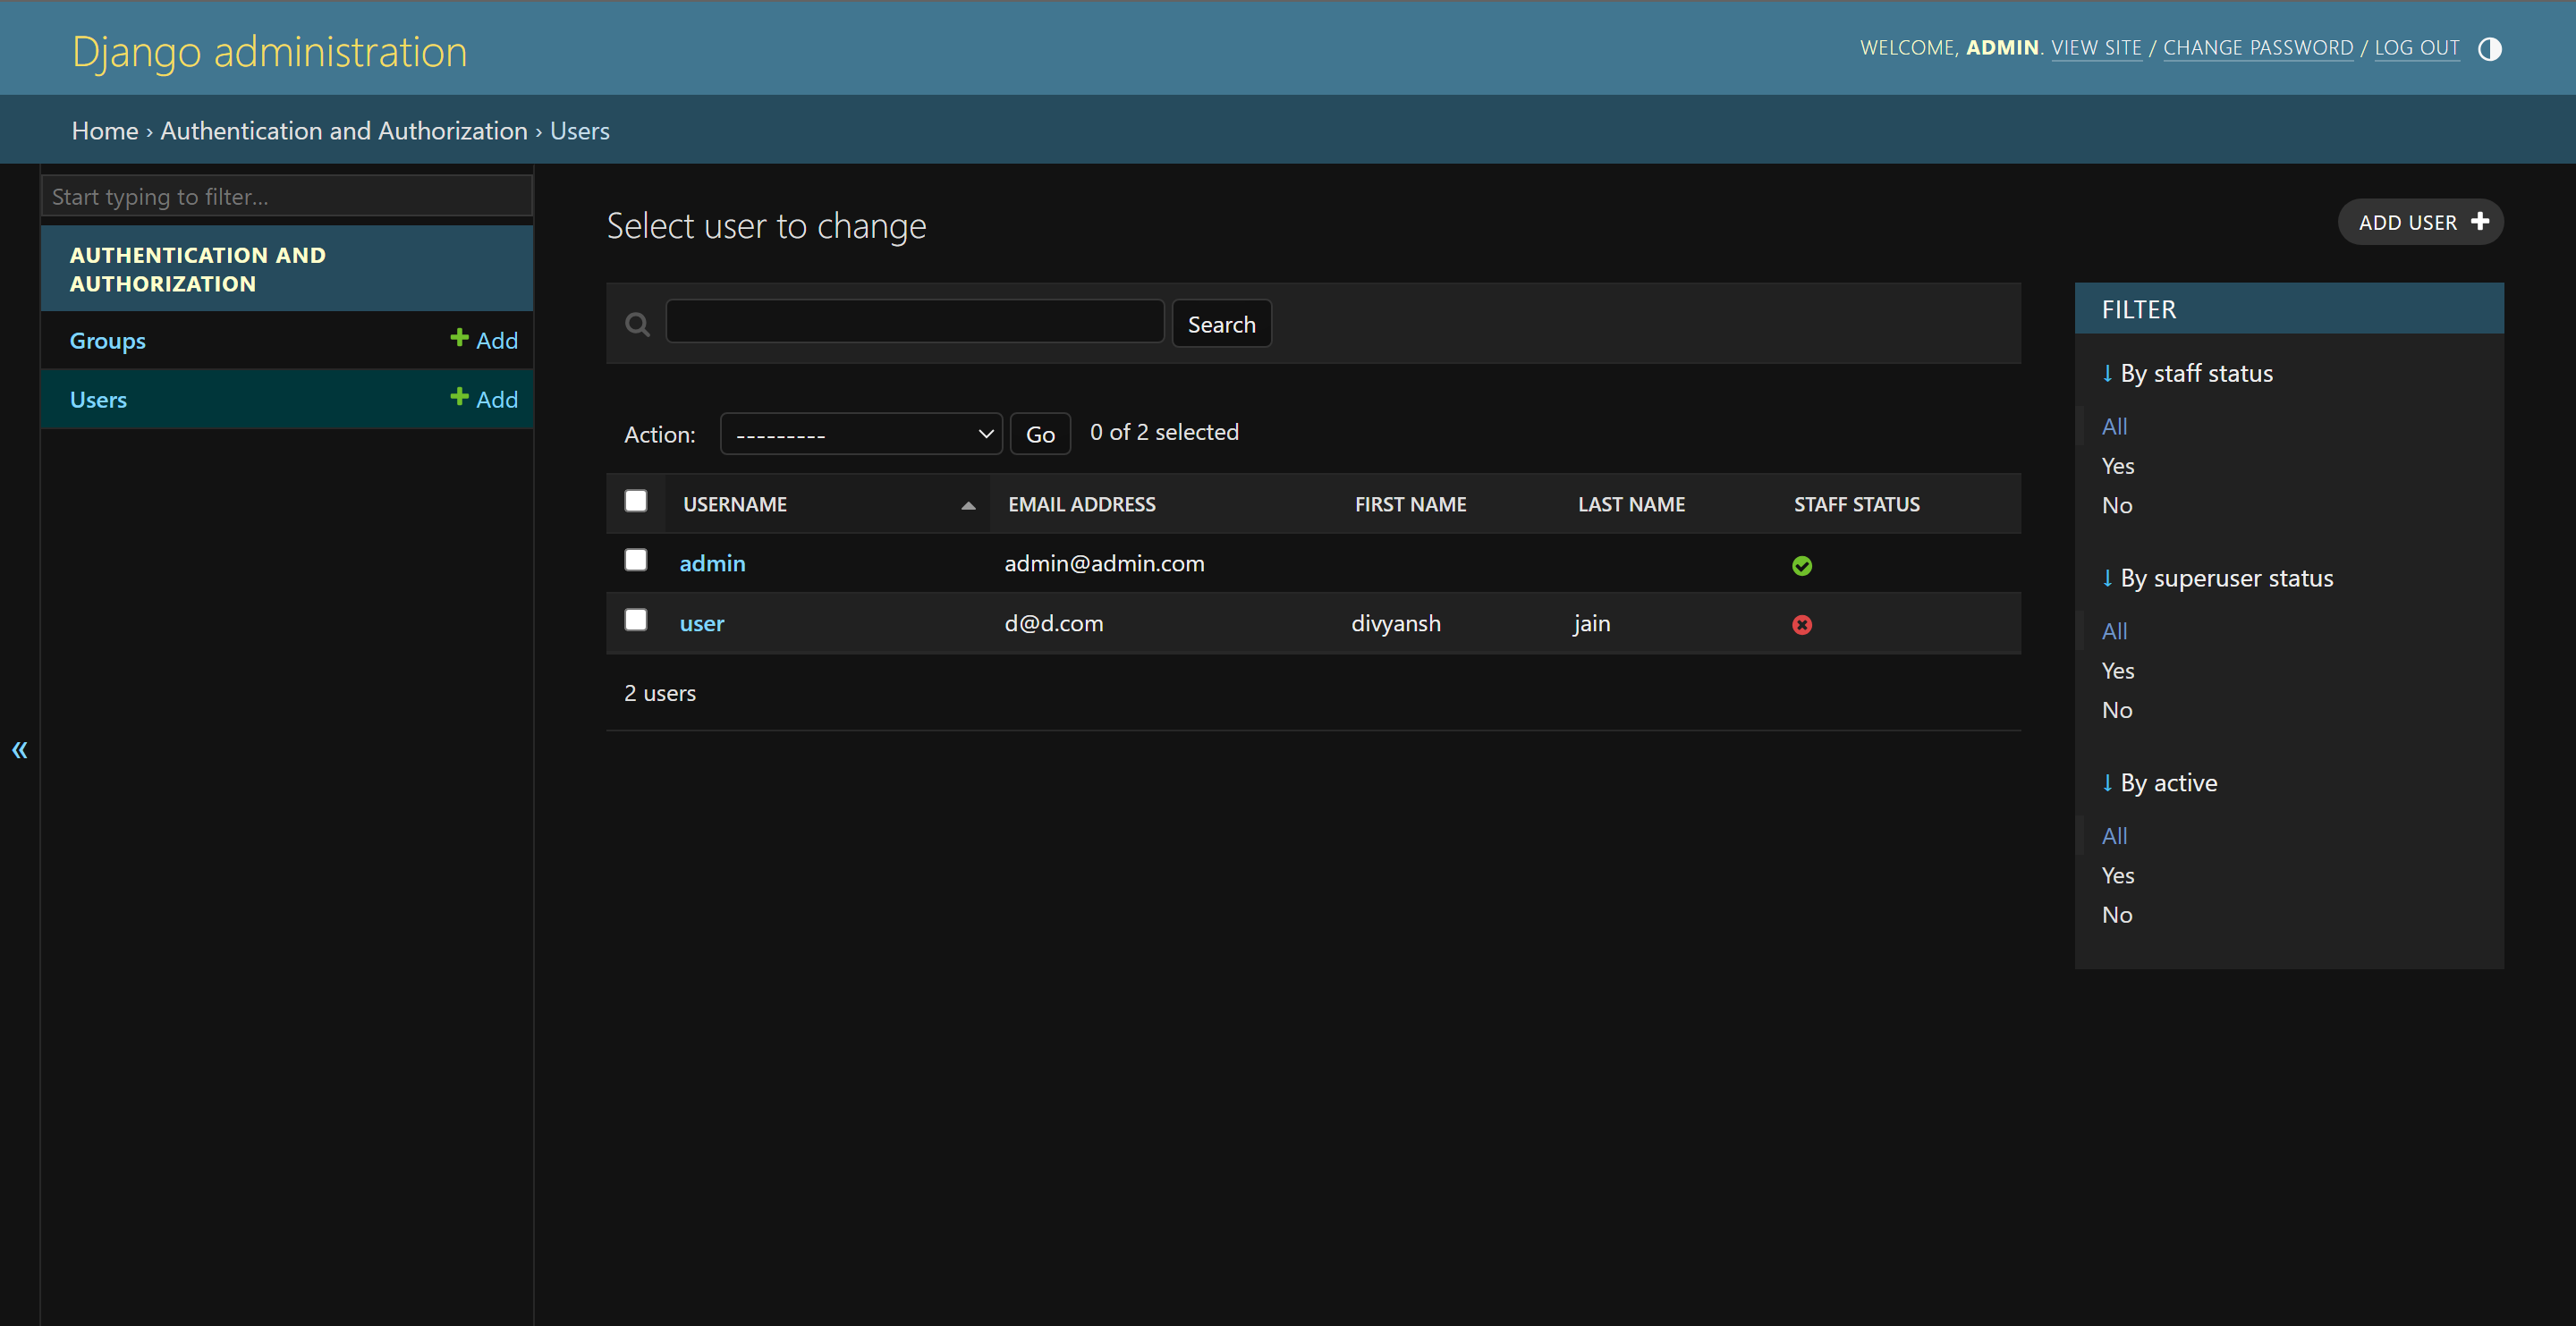 Django administration
WELCOME, ADMIN. VIEW SITE / CHANGE PASSWORD / LOG OUT
Home › Authentication and Authorization › Users
Start typing to filter...
AUTHENTICATION AND
AUTHORIZATION
Groups + Add
Users + Add
«
Select user to change
ADD USER +
Search
Action: --------- Go 0 of 2 selected
USERNAME EMAIL ADDRESS FIRST NAME LAST NAME STAFF STATUS
admin admin@admin.com
user d@d.com divyansh jain
2 users
FILTER
↓ By staff status
All
Yes
No
↓ By superuser status
All
Yes
No
↓ By active
All
Yes
No